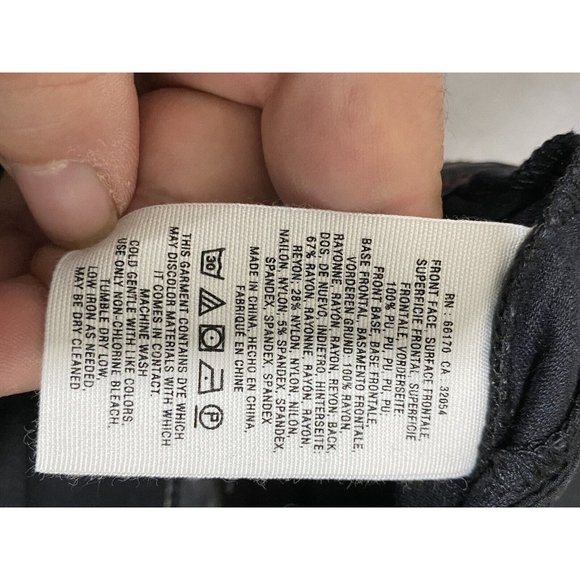 RN: 66170 CA 32054
FRONT FACE, SURFACE FRONTALE,
SUPERFICIE FRONTAL, SUPERFICIE
FRONTALE, VORDERSEITE
100% PU, PU, PU, PU, PU
FRONT BASE, BASE FRONTALE,
BASE FRONTAL, BASAMENTO FRONTALE,
VORDEREN GRUND: 100% RAYON,
RAYONNE, RAYON, RAYON, REYON BACK,
DOS, DE NUEVO, INDIETRO, HINTERSEITE:
67% RAYON, RAYONNE, RAYON, RAYON,
REYON: 28% NYLON, NYLON, NAILON,
NAILON, NYLON: 5% SPANDEX, SPANDEX,
SPANDEX, SPANDEX, SPANDEX
MADE IN CHINA, HECHO EN CHINA,
FABRIQUE EN CHINE
30
P
THIS GARMENT CONTAINS DYE WHICH
MAY DISCOLOR MATERIALS WITH WHICH
IT COMES IN CONTACT.
MACHINE WASH
COLD GENTLE WITH LIKE COLORS.
USE ONLY NON-CHLORINE BLEACH.
TUMBLE DRY LOW.
LOW IRON AS NEEDED.
MAY BE DRY CLEANED